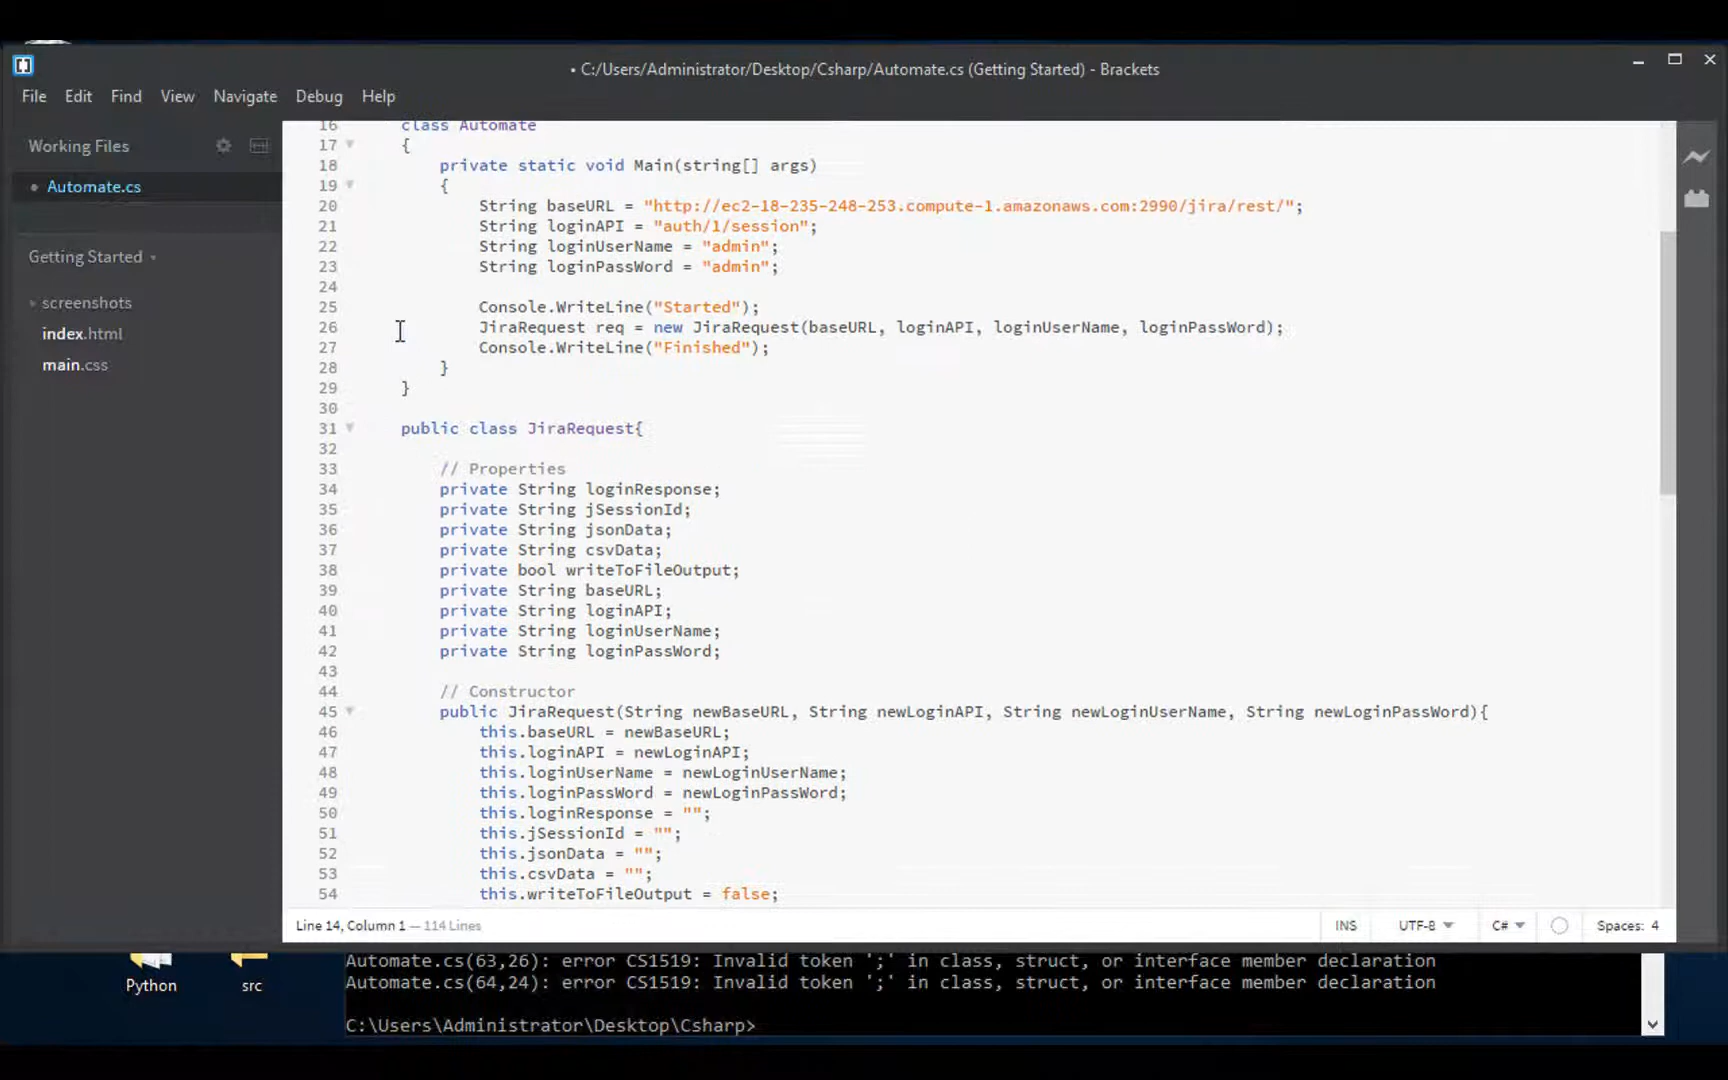 • C:/Users/Administrator/Desktop/Csharp/Automate.cs (Getting Started) - Brackets
File Edit Find View Navigate Debug Help
Working Files
• Automate.cs
Getting Started
screenshots
index.html
main.css
16 class Automate
17 {
18 private static void Main(string[] args)
19 {
20 String baseURL = "http://ec2-18-235-248-253.compute-1.amazonaws.com:2990/jira/rest/";
21 String loginAPI = "auth/1/session";
22 String loginUserName = "admin";
23 String loginPassWord = "admin";
24
25 Console.WriteLine("Started");
26 JiraRequest req = new JiraRequest(baseURL, loginAPI, loginUserName, loginPassWord);
27 Console.WriteLine("Finished");
28 }
29 }
30
31 public class JiraRequest{
32
33 // Properties
34 private String loginResponse;
35 private String jSessionId;
36 private String jsonData;
37 private String csvData;
38 private bool writeToFileOutput;
39 private String baseURL;
40 private String loginAPI;
41 private String loginUserName;
42 private String loginPassWord;
43
44 // Constructor
45 public JiraRequest(String newBaseURL, String newLoginAPI, String newLoginUserName, String newLoginPassWord){
46 this.baseURL = newBaseURL;
47 this.loginAPI = newLoginAPI;
48 this.loginUserName = newLoginUserName;
49 this.loginPassWord = newLoginPassWord;
50 this.loginResponse = "";
51 this.jSessionId = "";
52 this.jsonData = "";
53 this.csvData = "";
54 this.writeToFileOutput = false;
Line 14, Column 1 — 114 Lines
INS UTF-8 C# Spaces: 4
Python
src
Automate.cs(63,26): error CS1519: Invalid token ';' in class, struct, or interface member declaration
Automate.cs(64,24): error CS1519: Invalid token ';' in class, struct, or interface member declaration
C:\Users\Administrator\Desktop\Csharp>